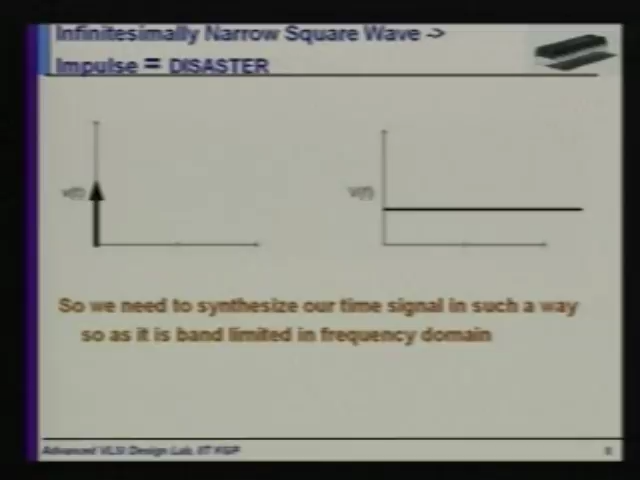 Infinitesimally Narrow Square Wave ->
Impulse = DISASTER
v(t)
V(f)
So we need to synthesize our time signal in such a way
so as it is band limited in frequency domain
Advanced VLSI Design Lab, IIT KGP